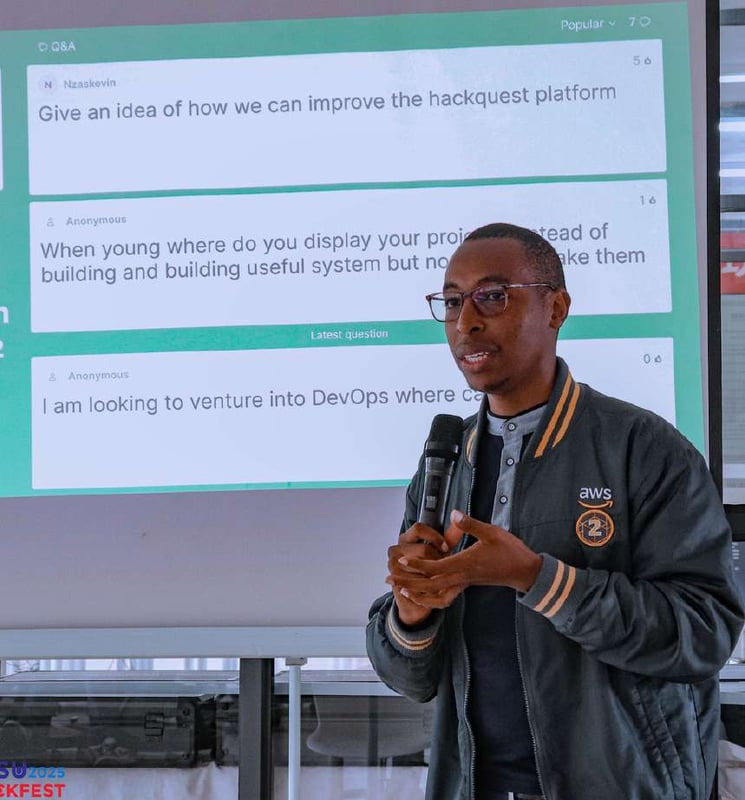 Q&A
Popular
7
N Nzaskevin
5
Give an idea of how we can improve the hackquest platform
Anonymous
1
When young where do you display your
building and building useful system but them
Latest question
Anonymous
0
I am looking to venture into DevOps where
aws
2
2025